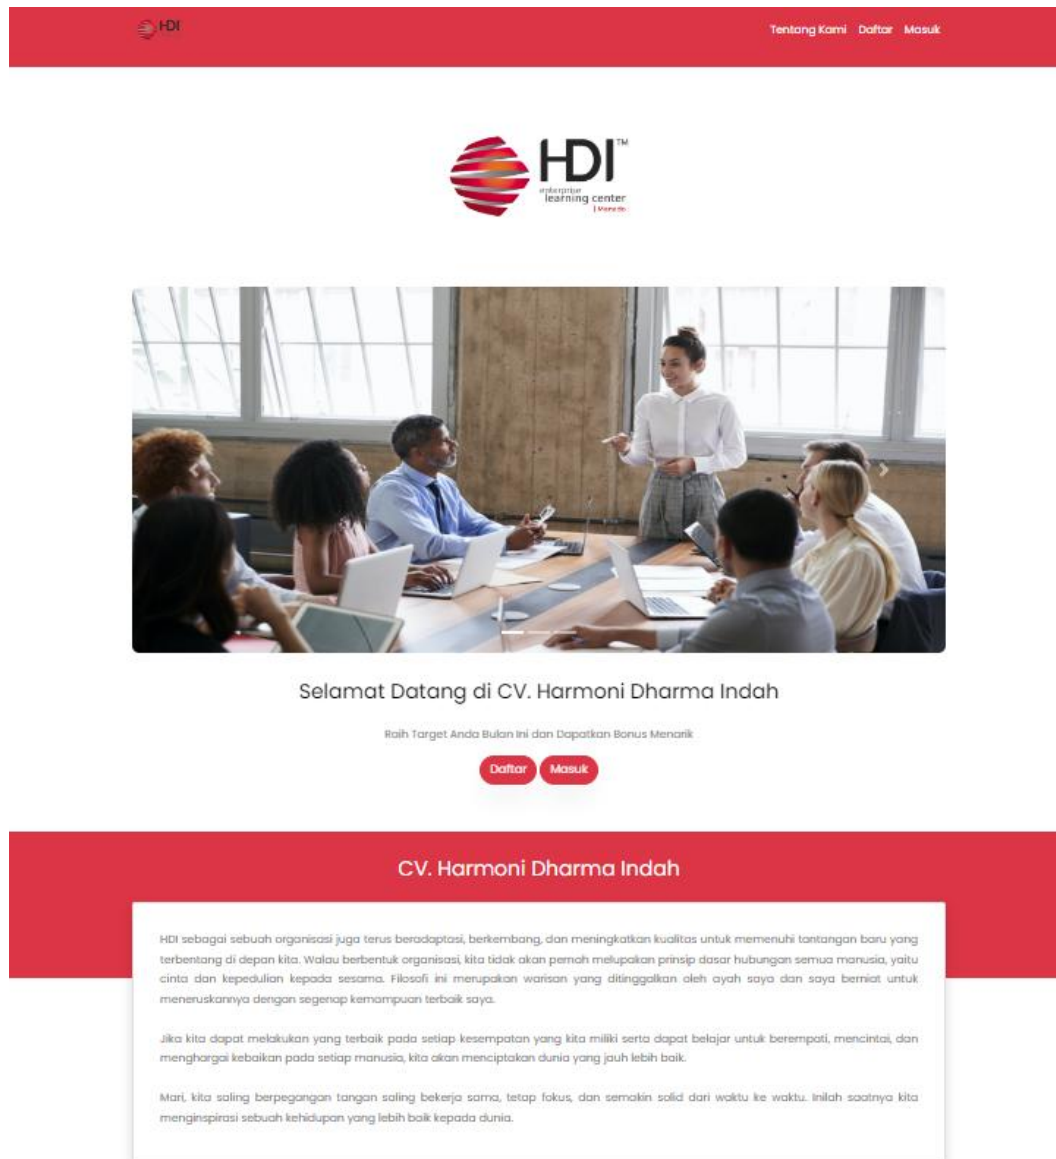 HDI
Tentang Kami Daftar Masuk
HDI™
enterprise
learning center
Selamat Datang di CV. Harmoni Dharma Indah
Raih Target Anda Bulan Ini dan Dapatkan Bonus Menarik
Daftar Masuk
CV. Harmoni Dharma Indah
HDI sebagai sebuah organisasi juga terus beradaptasi, berkembang, dan meningkatkan kualitas untuk memenuhi tantangan baru yang
terbentang di depan kita. Walau berbentuk organisasi, kita tidak akan pernah melupakan prinsip dasar hubungan semua manusia, yaitu
cinta dan kepedulian kepada sesama. Filosofi ini merupakan warisan yang ditinggalkan oleh ayah saya dan saya berniat untuk
meneruskannya dengan segenap kemampuan terbaik saya.
Jika kita dapat melakukan yang terbaik pada setiap kesempatan yang kita miliki serta dapat belajar untuk berempati, mencintai, dan
menghargai kebaikan pada setiap manusia, kita akan menciptakan dunia yang jauh lebih baik.
Mari, kita saling berpegangan tangan saling bekerja sama, tetap fokus, dan semakin solid dari waktu ke waktu. Inilah saatnya kita
menginspirasi sebuah kehidupan yang lebih baik kepada dunia.